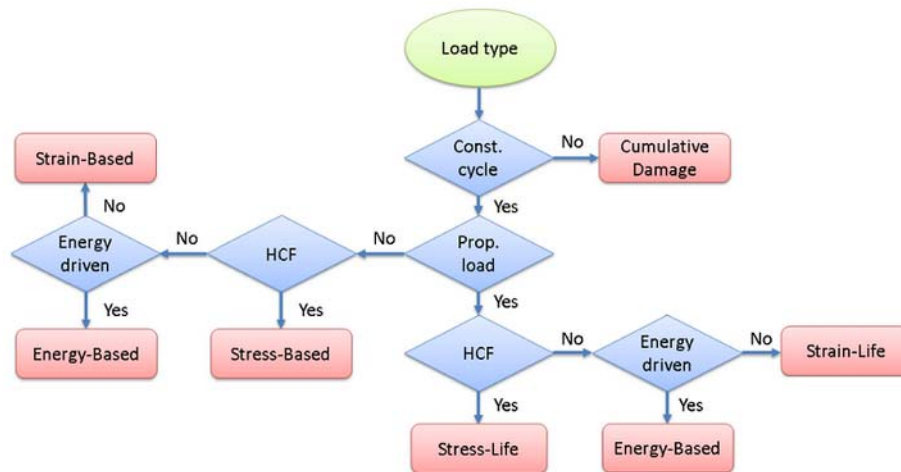 Load type
Const.
cycle
No
Cumulative
Damage
Yes
Strain-Based
No
Energy
driven
No
HCF
No
Prop.
load
Yes
Yes
Yes
Energy-Based
Stress-Based
HCF
No
Energy
driven
No
Strain-Life
Yes
Yes
Stress-Life
Energy-Based